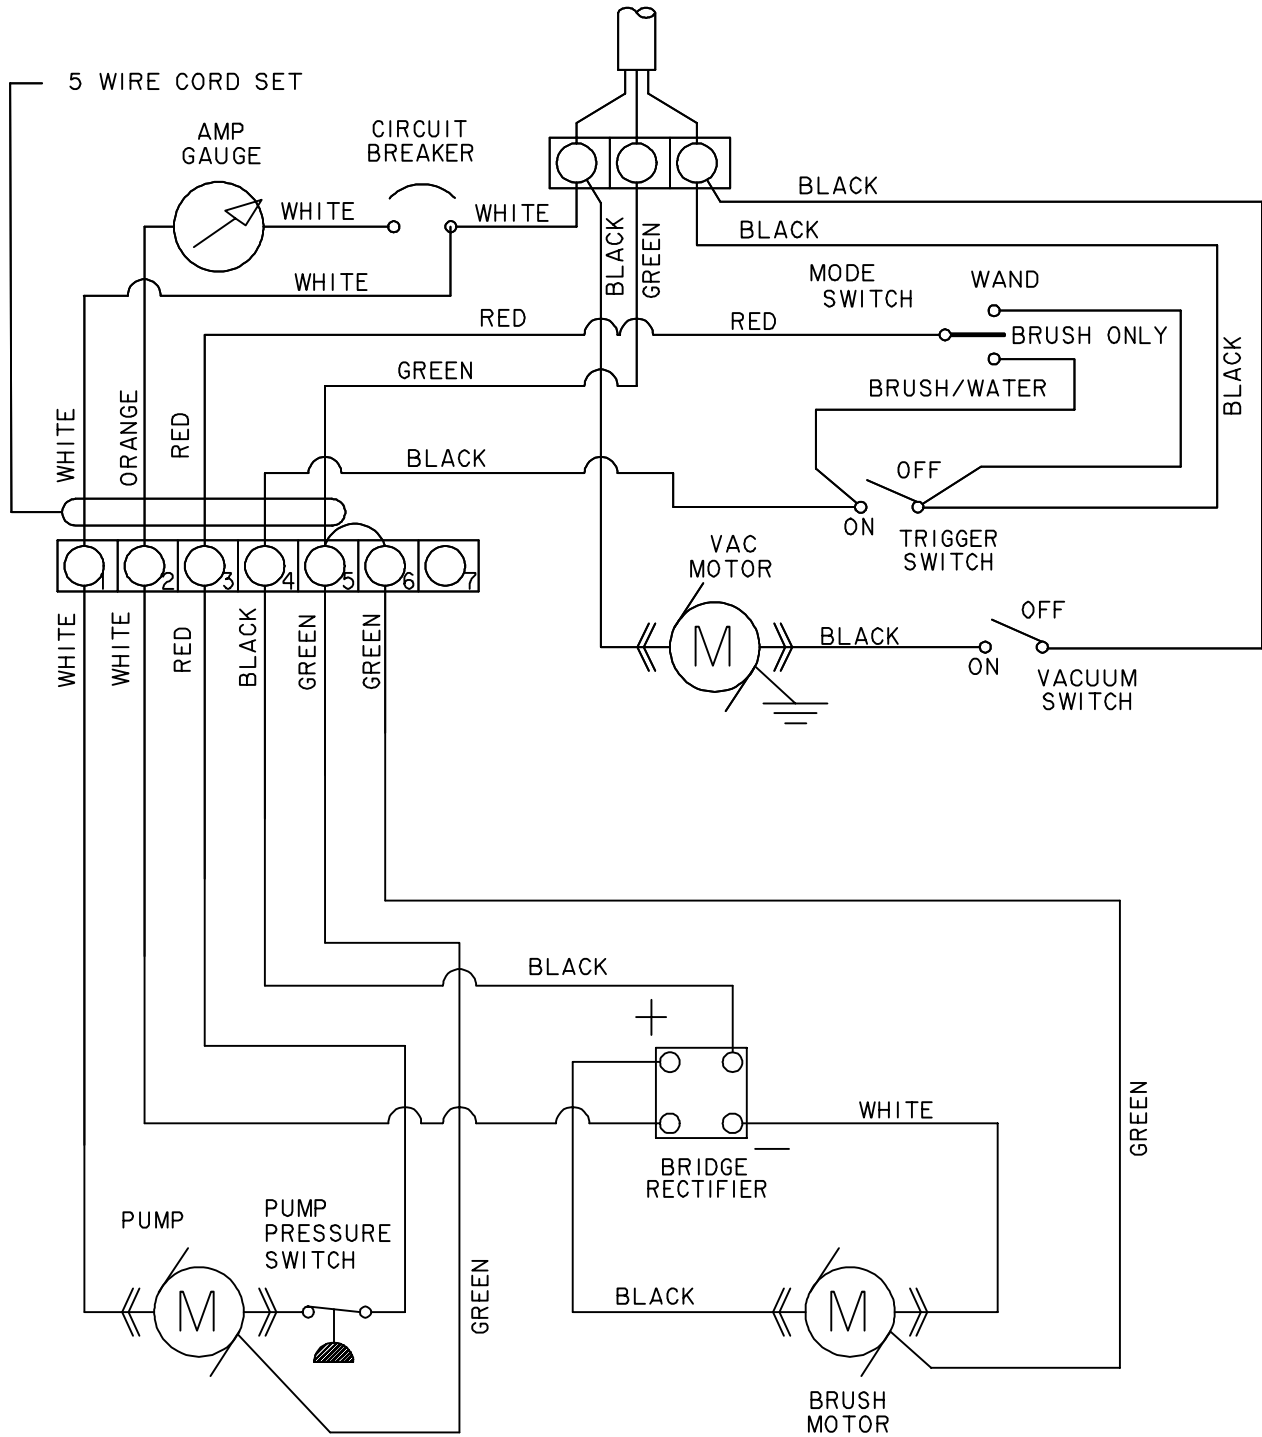 5 WIRE CORD SET
AMP
GAUGE
CIRCUIT
BREAKER
WHITE
WHITE
BLACK
BLACK
BLACK
GREEN
WHITE
MODE
SWITCH
WAND
RED
RED
BRUSH ONLY
BLACK
GREEN
BRUSH/WATER
WHITE
ORANGE
RED
BLACK
OFF
ON
TRIGGER
SWITCH
VAC
MOTOR
1
2
3
4
5
6
7
WHITE
WHITE
RED
BLACK
GREEN
GREEN
M
BLACK
OFF
ON
VACUUM
SWITCH
BLACK
+
WHITE
GREEN
—
BRIDGE
RECTIFIER
PUMP
PUMP
PRESSURE
SWITCH
GREEN
M
BLACK
M
BRUSH
MOTOR